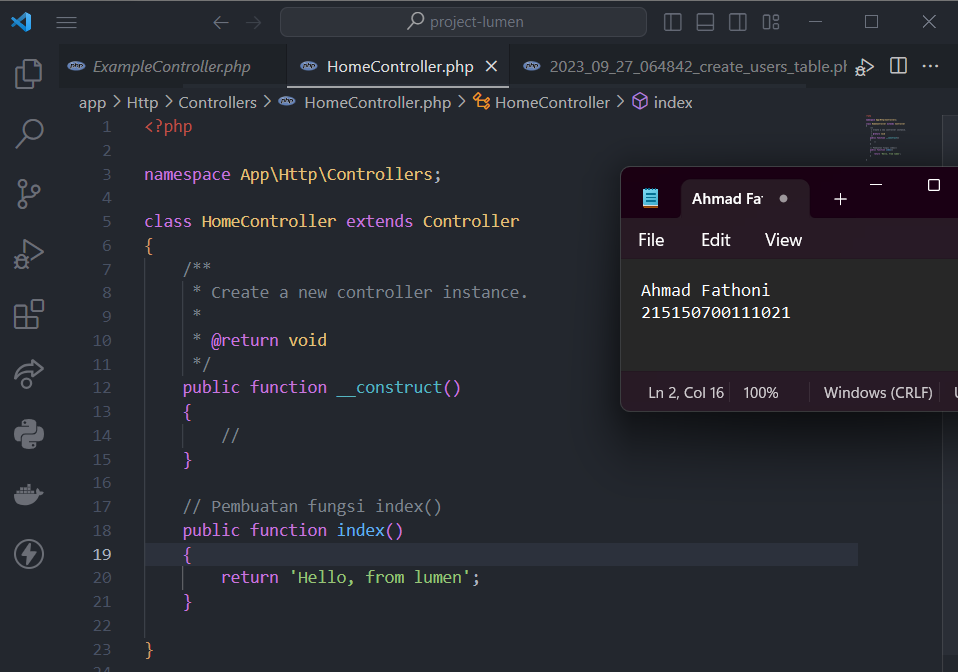 project-lumen
ExampleController.php
HomeController.php
2023_09_27_064842_create_users_table.ph
app > Http > Controllers > HomeController.php > HomeController > index
1 <?php
2
3 namespace App\Http\Controllers;
4
5 class HomeController extends Controller
6 {
7 /**
8 * Create a new controller instance.
9 *
10 * @return void
11 */
12 public function __construct()
13 {
14 //
15 }
16
17 // Pembuatan fungsi index()
18 public function index()
19 {
20 return 'Hello, from lumen';
21 }
22
23 }
24
Ahmad Fat
File Edit View
Ahmad Fathoni
215150700111021
Ln 2, Col 16 100% Windows (CRLF)